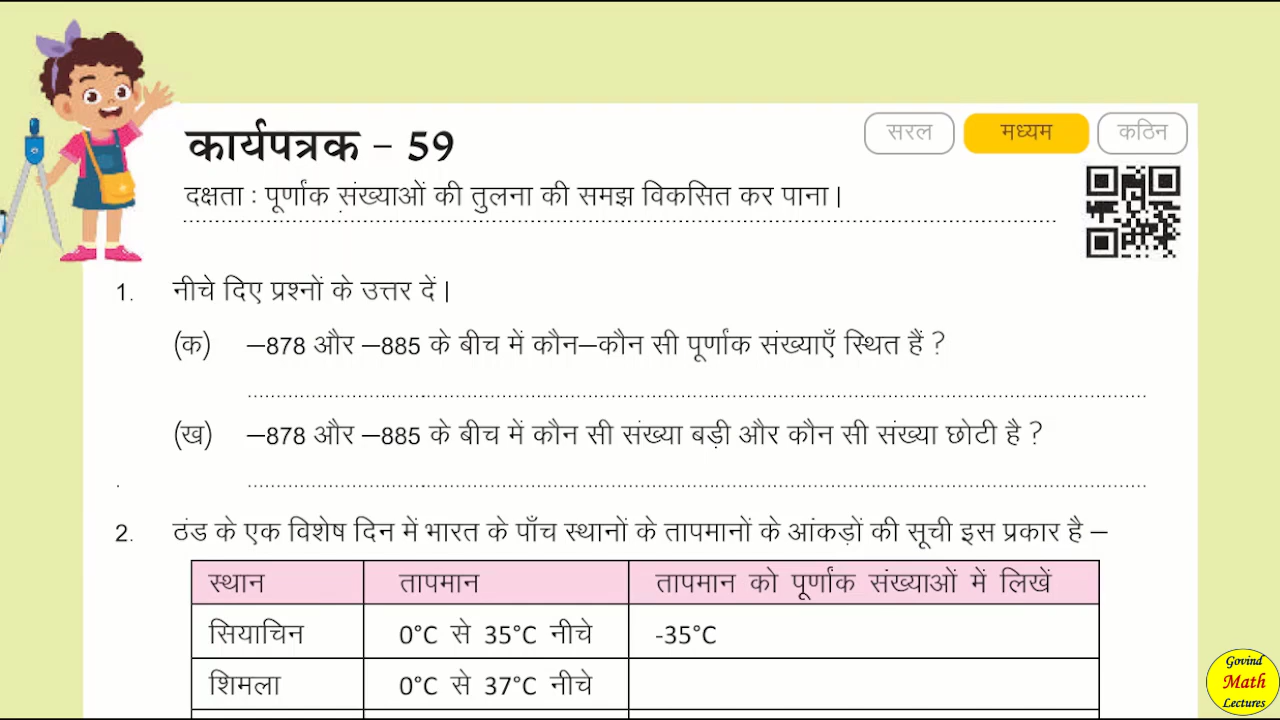 कार्यपत्रक – 59
सरल
मध्यम
कठिन
दक्षता : पूर्णांक संख्याओं की तुलना की समझ विकसित कर पाना।
1. नीचे दिए प्रश्नों के उत्तर दें।
(क) –878 और –885 के बीच में कौन–कौन सी पूर्णांक संख्याएँ स्थित हैं ?
(ख) –878 और –885 के बीच में कौन सी संख्या बड़ी और कौन सी संख्या छोटी है ?
2. ठंड के एक विशेष दिन में भारत के पाँच स्थानों के तापमानों के आंकड़ों की सूची इस प्रकार है –
स्थान तापमान तापमान को पूर्णांक संख्याओं में लिखें
सियाचिन 0°C से 35°C नीचे -35°C
शिमला 0°C से 37°C नीचे
Govind
Math
Lectures